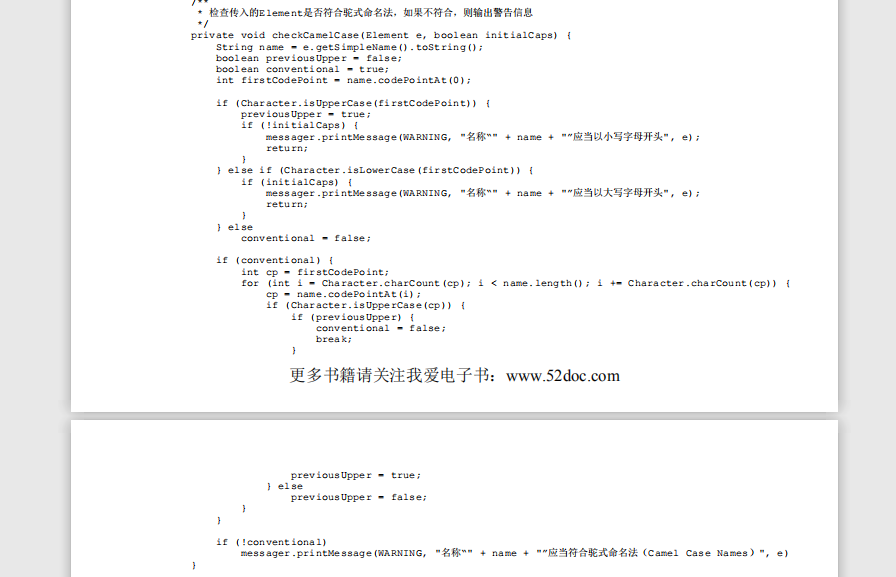 /**
 * 检查传入的Element是否符合驼式命名法，如果不符合，则输出警告信息
 */
private void checkCamelCase(Element e, boolean initialCaps) {
    String name = e.getSimpleName().toString();
    boolean previousUpper = false;
    boolean conventional = true;
    int firstCodePoint = name.codePointAt(0);

    if (Character.isUpperCase(firstCodePoint)) {
        previousUpper = true;
        if (!initialCaps) {
            messager.printMessage(WARNING, "名称“" + name + "”应当以小写字母开头", e);
            return;
        }
    } else if (Character.isLowerCase(firstCodePoint)) {
        if (initialCaps) {
            messager.printMessage(WARNING, "名称“" + name + "”应当以大写字母开头", e);
            return;
        }
    } else
        conventional = false;

    if (conventional) {
        int cp = firstCodePoint;
        for (int i = Character.charCount(cp); i < name.length(); i += Character.charCount(cp)) {
            cp = name.codePointAt(i);
            if (Character.isUpperCase(cp)) {
                if (previousUpper) {
                    conventional = false;
                    break;
                }
更多书籍请关注我爱电子书：www.52doc.com
                previousUpper = true;
            } else
                previousUpper = false;
        }
    }

    if (!conventional)
        messager.printMessage(WARNING, "名称“" + name + "”应当符合驼式命名法（Camel Case Names）", e)
}